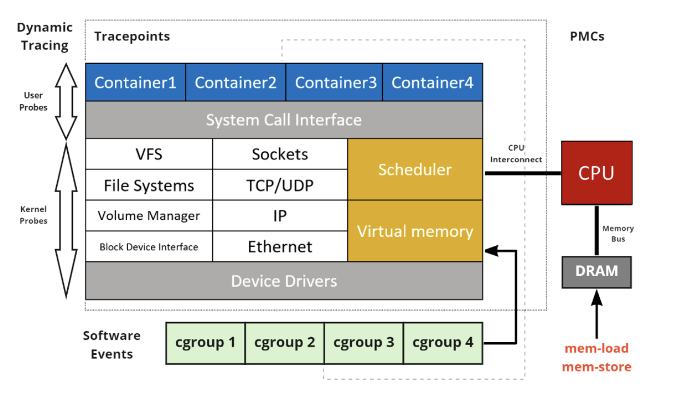 Dynamic
Tracing
Tracepoints
PMCs
User
Probes
Container1
Container2
Container3
Container4
System Call Interface
VFS
Sockets
Scheduler
CPU
Interconnect
CPU
File Systems
TCP/UDP
Kernel
Probes
Volume Manager
IP
Virtual memory
Memory
Bus
Block Device Interface
Ethernet
DRAM
Device Drivers
Software
Events
cgroup 1
cgroup 2
cgroup 3
cgroup 4
mem-load
mem-store